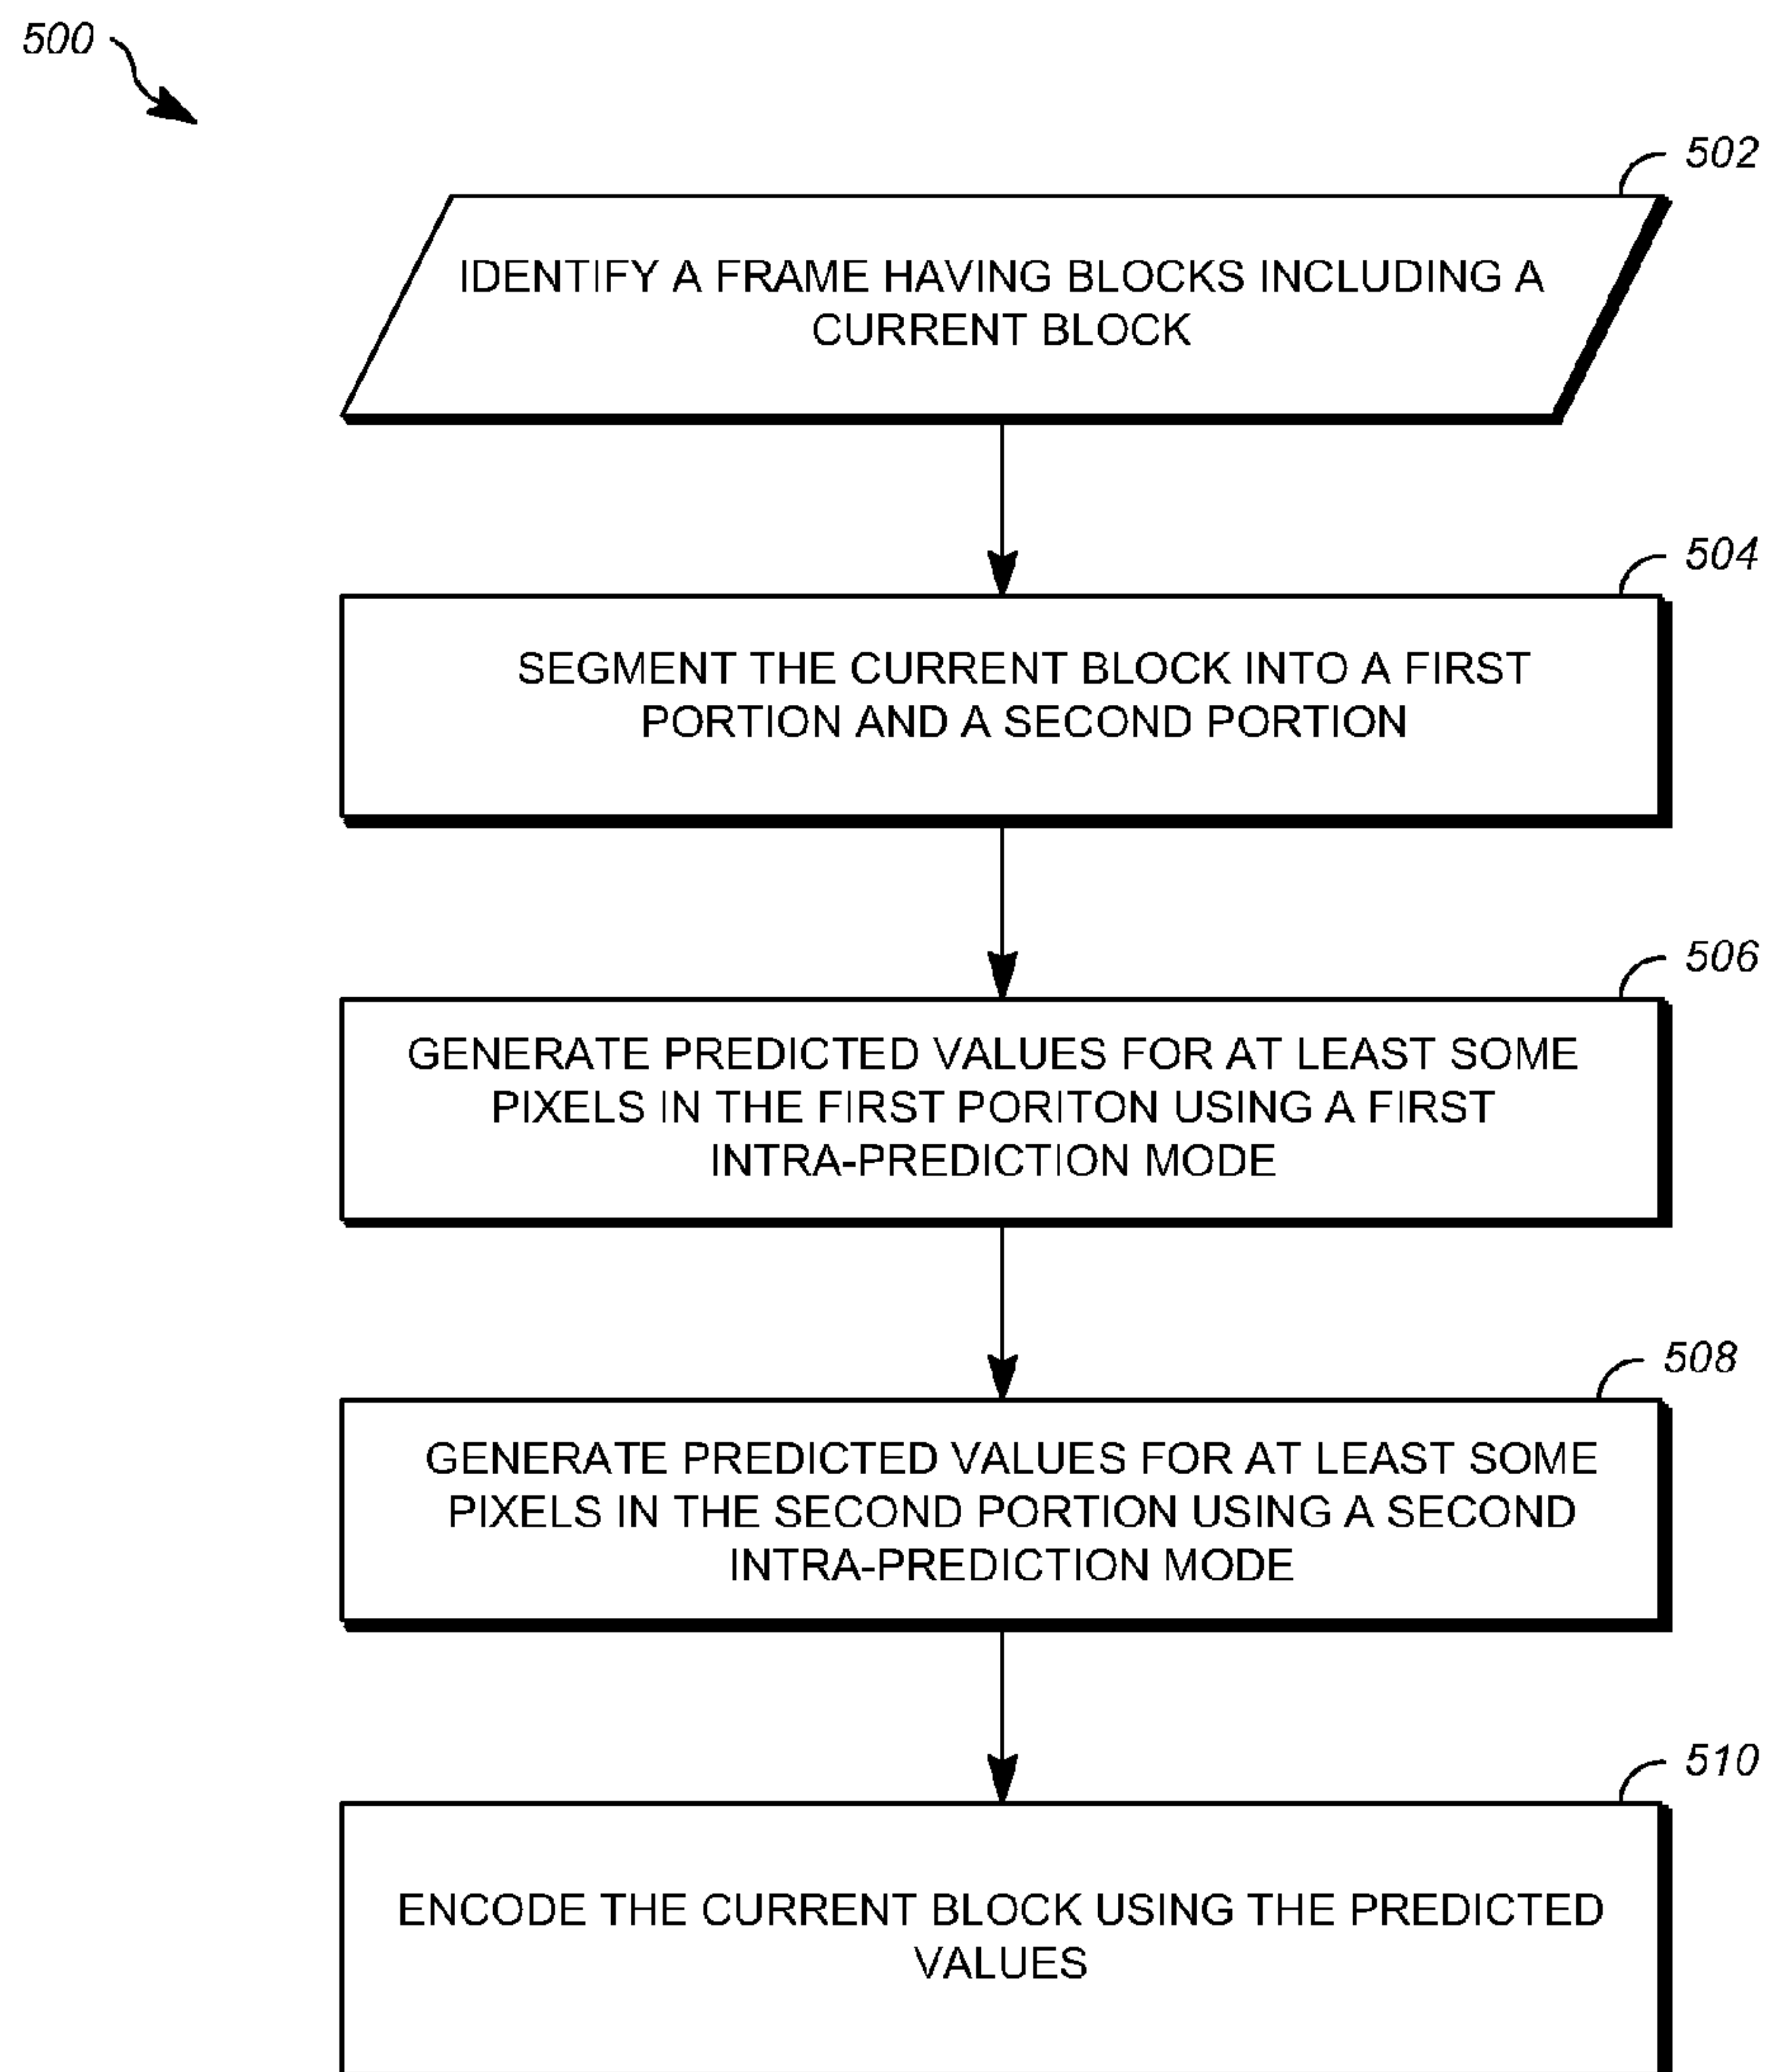 500
502
IDENTIFY A FRAME HAVING BLOCKS INCLUDING A
CURRENT BLOCK
504
SEGMENT THE CURRENT BLOCK INTO A FIRST
PORTION AND A SECOND PORTION
506
GENERATE PREDICTED VALUES FOR AT LEAST SOME
PIXELS IN THE FIRST PORITON USING A FIRST
INTRA-PREDICTION MODE
508
GENERATE PREDICTED VALUES FOR AT LEAST SOME
PIXELS IN THE SECOND PORTION USING A SECOND
INTRA-PREDICTION MODE
510
ENCODE THE CURRENT BLOCK USING THE PREDICTED
VALUES